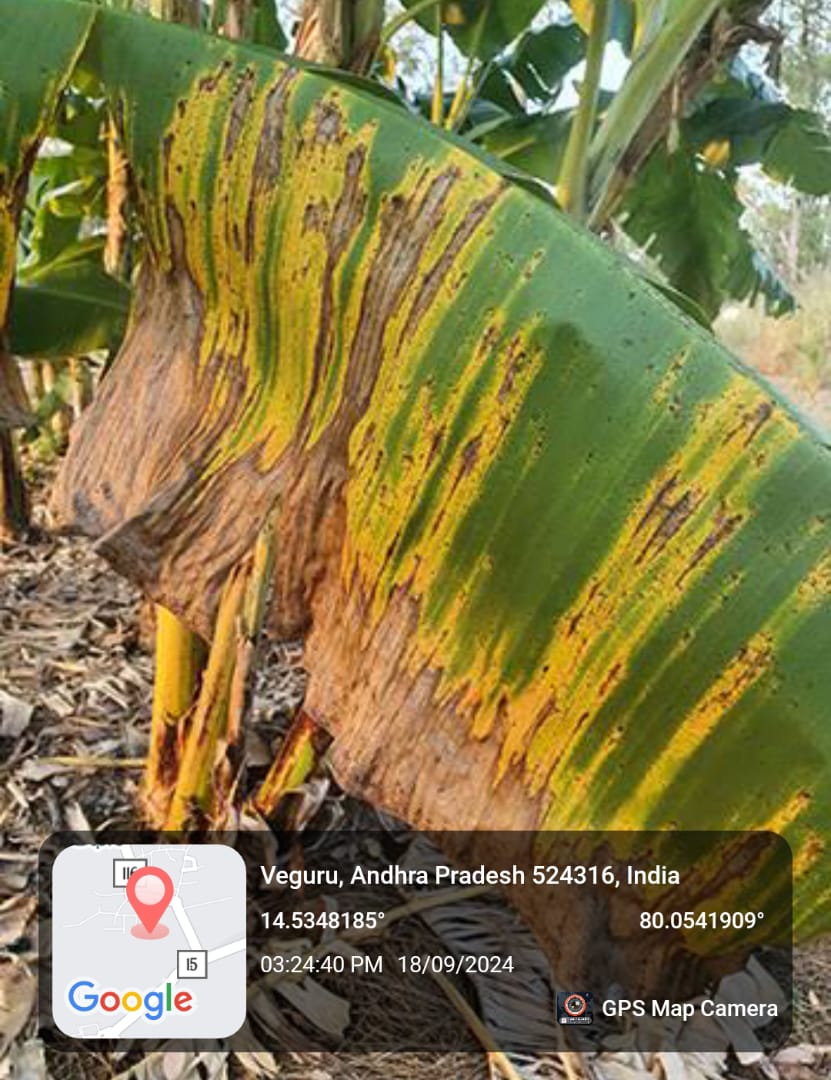 116
15
Google
Veguru, Andhra Pradesh 524316, India
14.5348185° 80.0541909°
03:24:40 PM 18/09/2024
GPS Map Camera